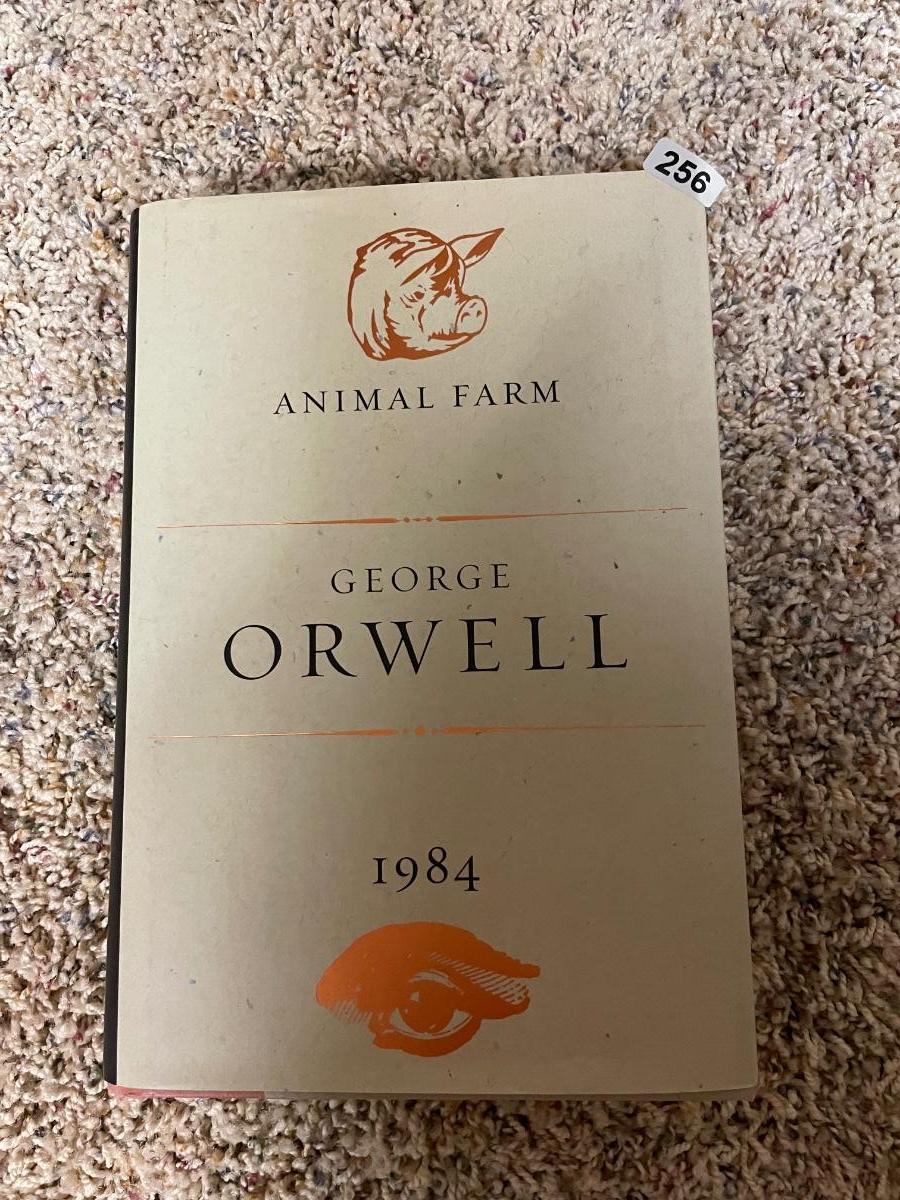 256
ANIMAL FARM
GEORGE
ORWELL
1984